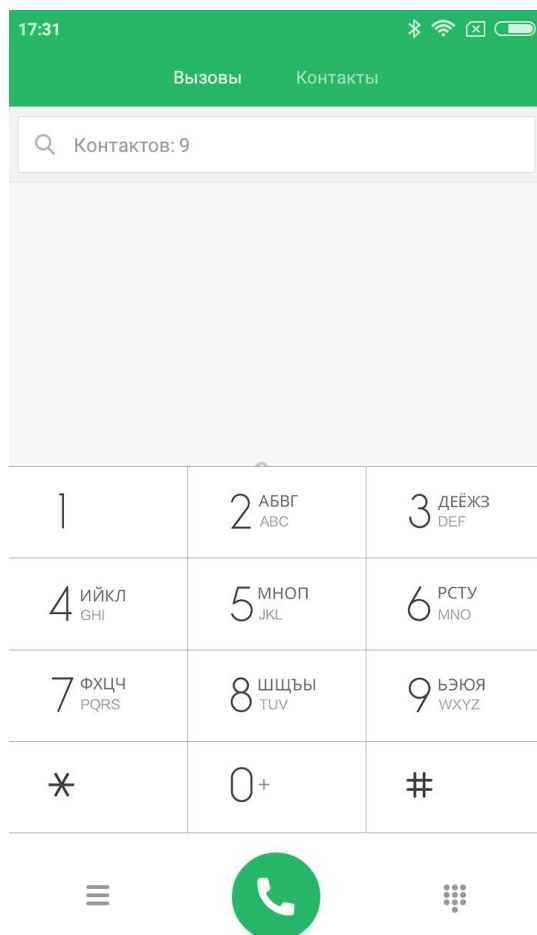 17:31
Вызовы Контакты
Контактов: 9
1 2 АБВГ 3 ДЕЁЖЗ
ABC DEF
4 ИЙКЛ 5 МНОП 6 РСТУ
GHI JKL MNO
7 ФХЦЧ 8 ШЩЪЫ 9 ЬЭЮЯ
PQRS TUV WXYZ
* 0 + #